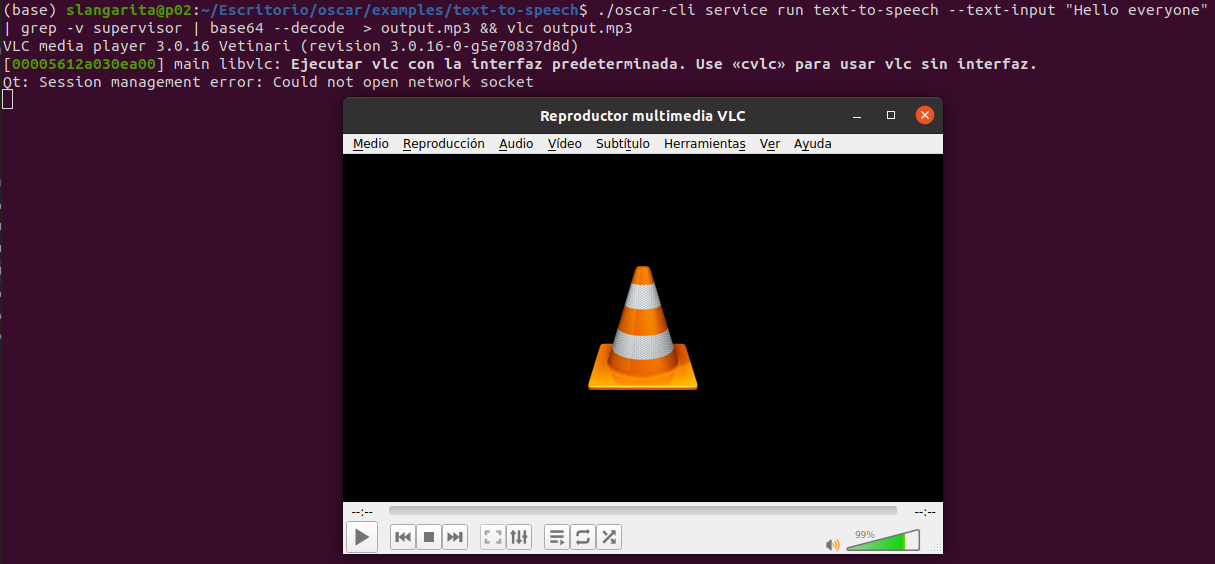 (base) slangarita@p02:~/Escritorio/oscar/examples/text-to-speech$ ./oscar-cli service run text-to-speech --text-input "Hello everyone"
| grep -v supervisor | base64 --decode  > output.mp3 && vlc output.mp3
VLC media player 3.0.16 Vetinari (revision 3.0.16-0-g5e70837d8d)
[00005612a030ea00] main libvlc: Ejecutar vlc con la interfaz predeterminada. Use «cvlc» para usar vlc sin interfaz.
Qt: Session management error: Could not open network socket
Reproductor multimedia VLC
Medio Reproducción Audio Vídeo Subtítulo Herramientas Ver Ayuda
--:-- --:--
99%